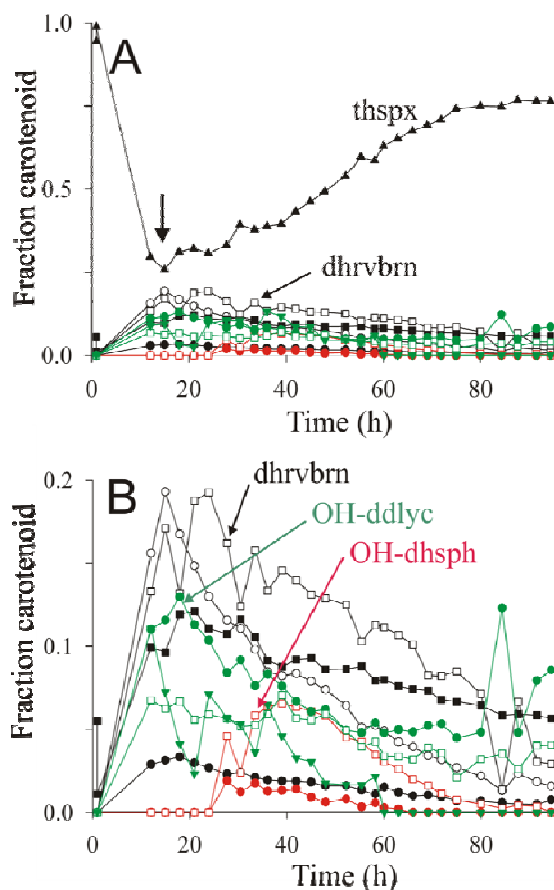 1.0
A
thspx
0.5
dhrvbrn
0.0
Fraction carotenoid
0 20 40 60 80
Time (h)
0.2
B
dhrvbrn
OH-ddlyc
OH-dhsph
0.1
0.0
Fraction carotenoid
0 20 40 60 80
Time (h)